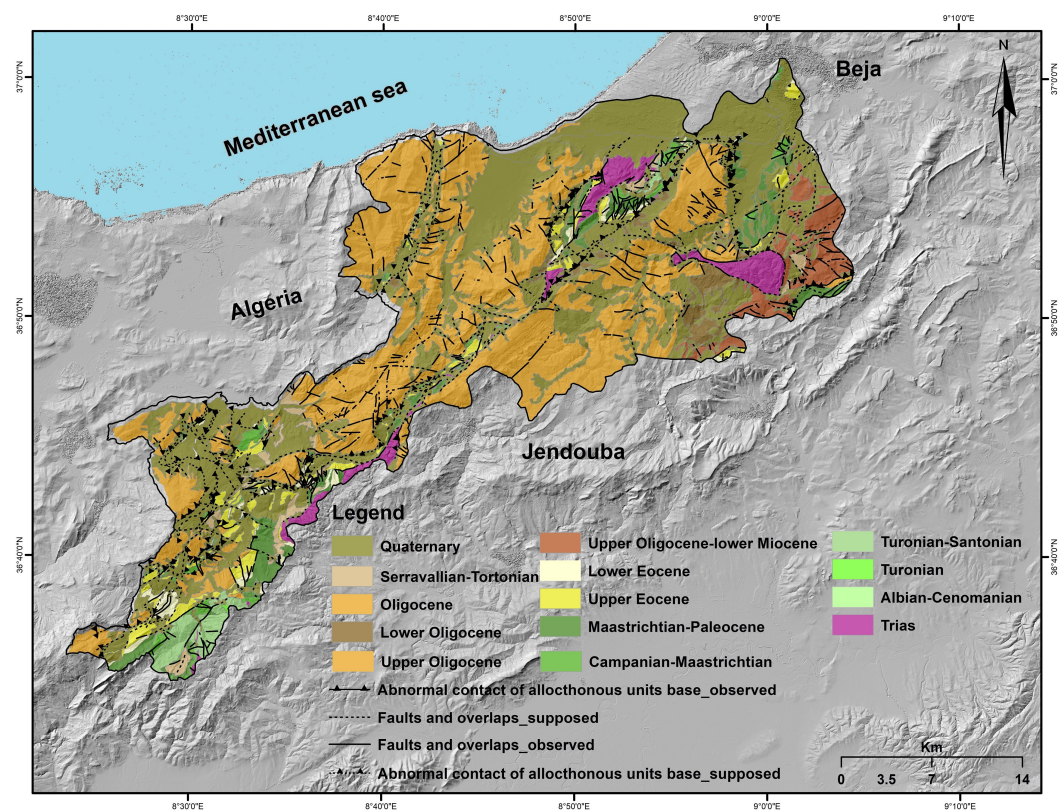 8°30'0"E 8°40'0"E 8°50'0"E 9°0'0"E 9°10'0"E
N
37°0'0"N
37°0'0"N
Beja
Mediterranean sea
Algeria
36°50'0"N
36°50'0"N
Jendouba
Legend
Quaternary
Serravallian-Tortonian
Oligocene
Lower Oligocene
Upper Oligocene
Upper Oligocene-lower Miocene
Lower Eocene
Upper Eocene
Maastrichtian-Paleocene
Campanian-Maastrichtian
Turonian-Santonian
Turonian
Albian-Cenomanian
Trias
Abnormal contact of allocthonous units base_observed
Faults and overlaps_supposed
Faults and overlaps_observed
Abnormal contact of allocthonous units base_supposed
36°40'0"N
36°40'0"N
Km
0 3.5 7 14
8°30'0"E 8°40'0"E 8°50'0"E 9°0'0"E 9°10'0"E